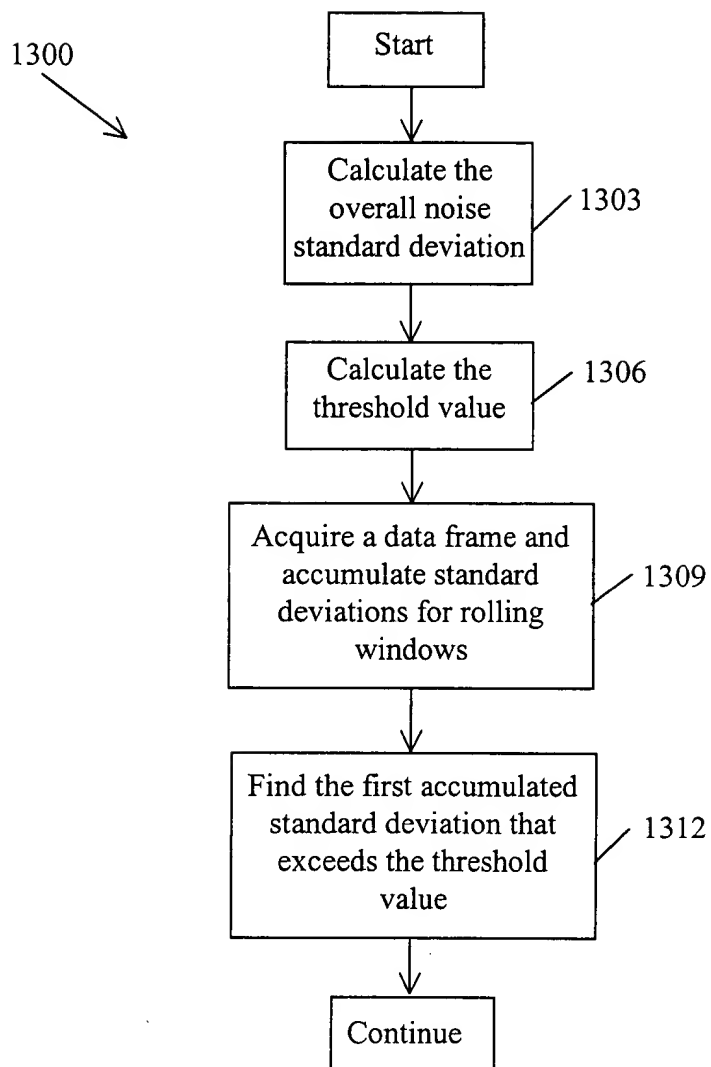 Start
1300
Calculate the
overall noise
standard deviation
1303
Calculate the
threshold value
1306
Acquire a data frame and
accumulate standard
deviations for rolling
windows
1309
Find the first accumulated
standard deviation that
exceeds the threshold
value
1312
Continue